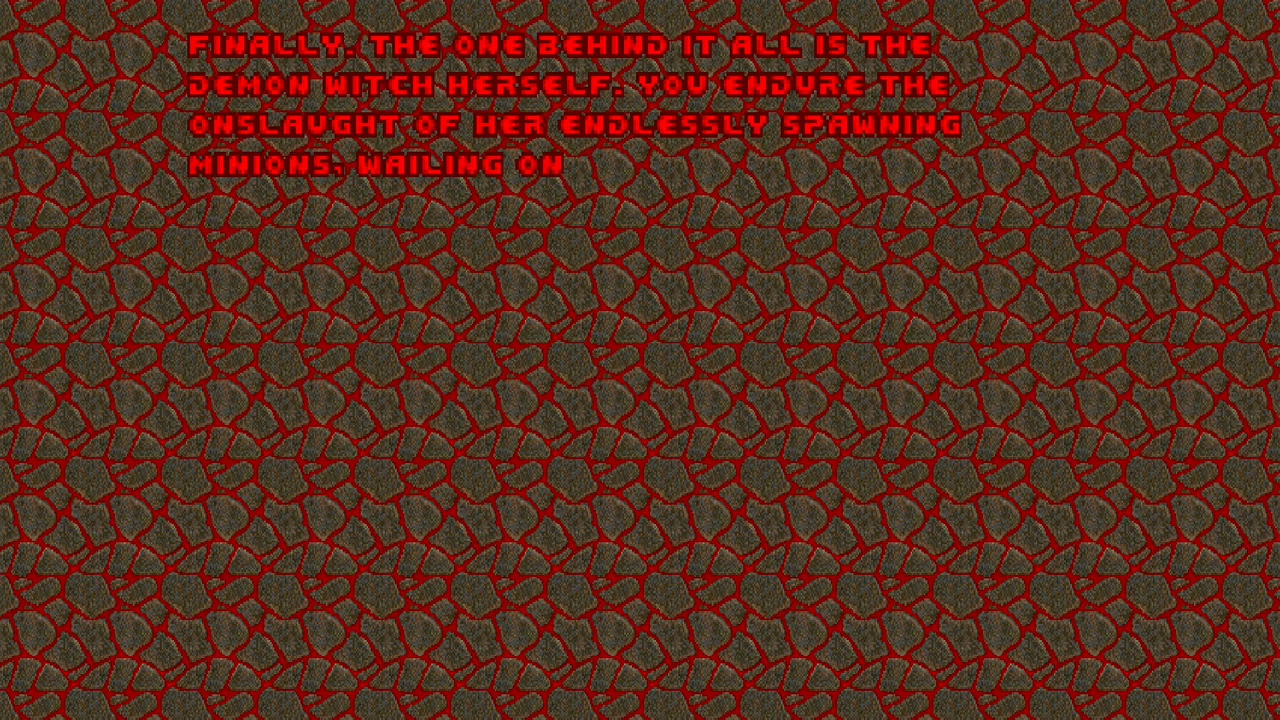 FINALLY. THE ONE BEHIND IT ALL IS THE
DEMON WITCH HERSELF. YOU ENDURE THE
ONSLAUGHT OF HER ENDLESSLY SPAWNING
MINIONS, WAILING ON